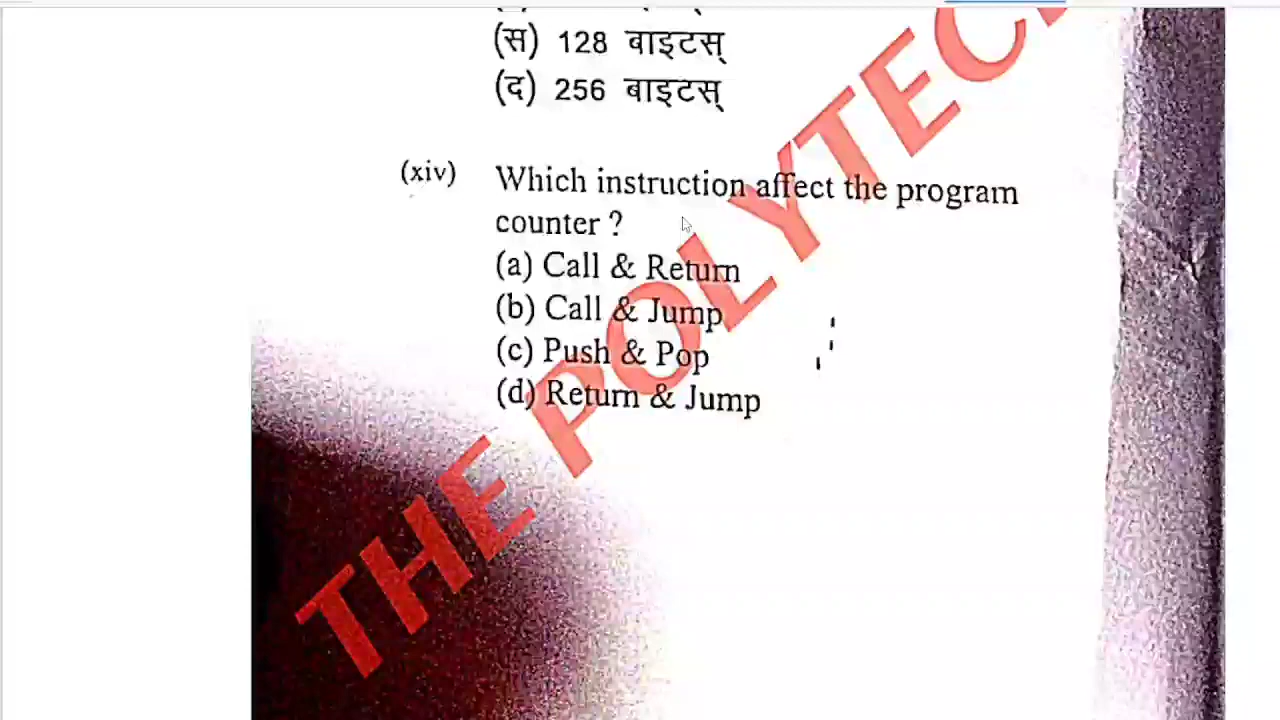 (स) 128 बाइटस्
(द) 256 बाइटस्
(xiv) Which instruction affect the program
counter ?
(a) Call & Return
(b) Call & Jump
(c) Push & Pop
(d) Return & Jump
THE POLYTEC